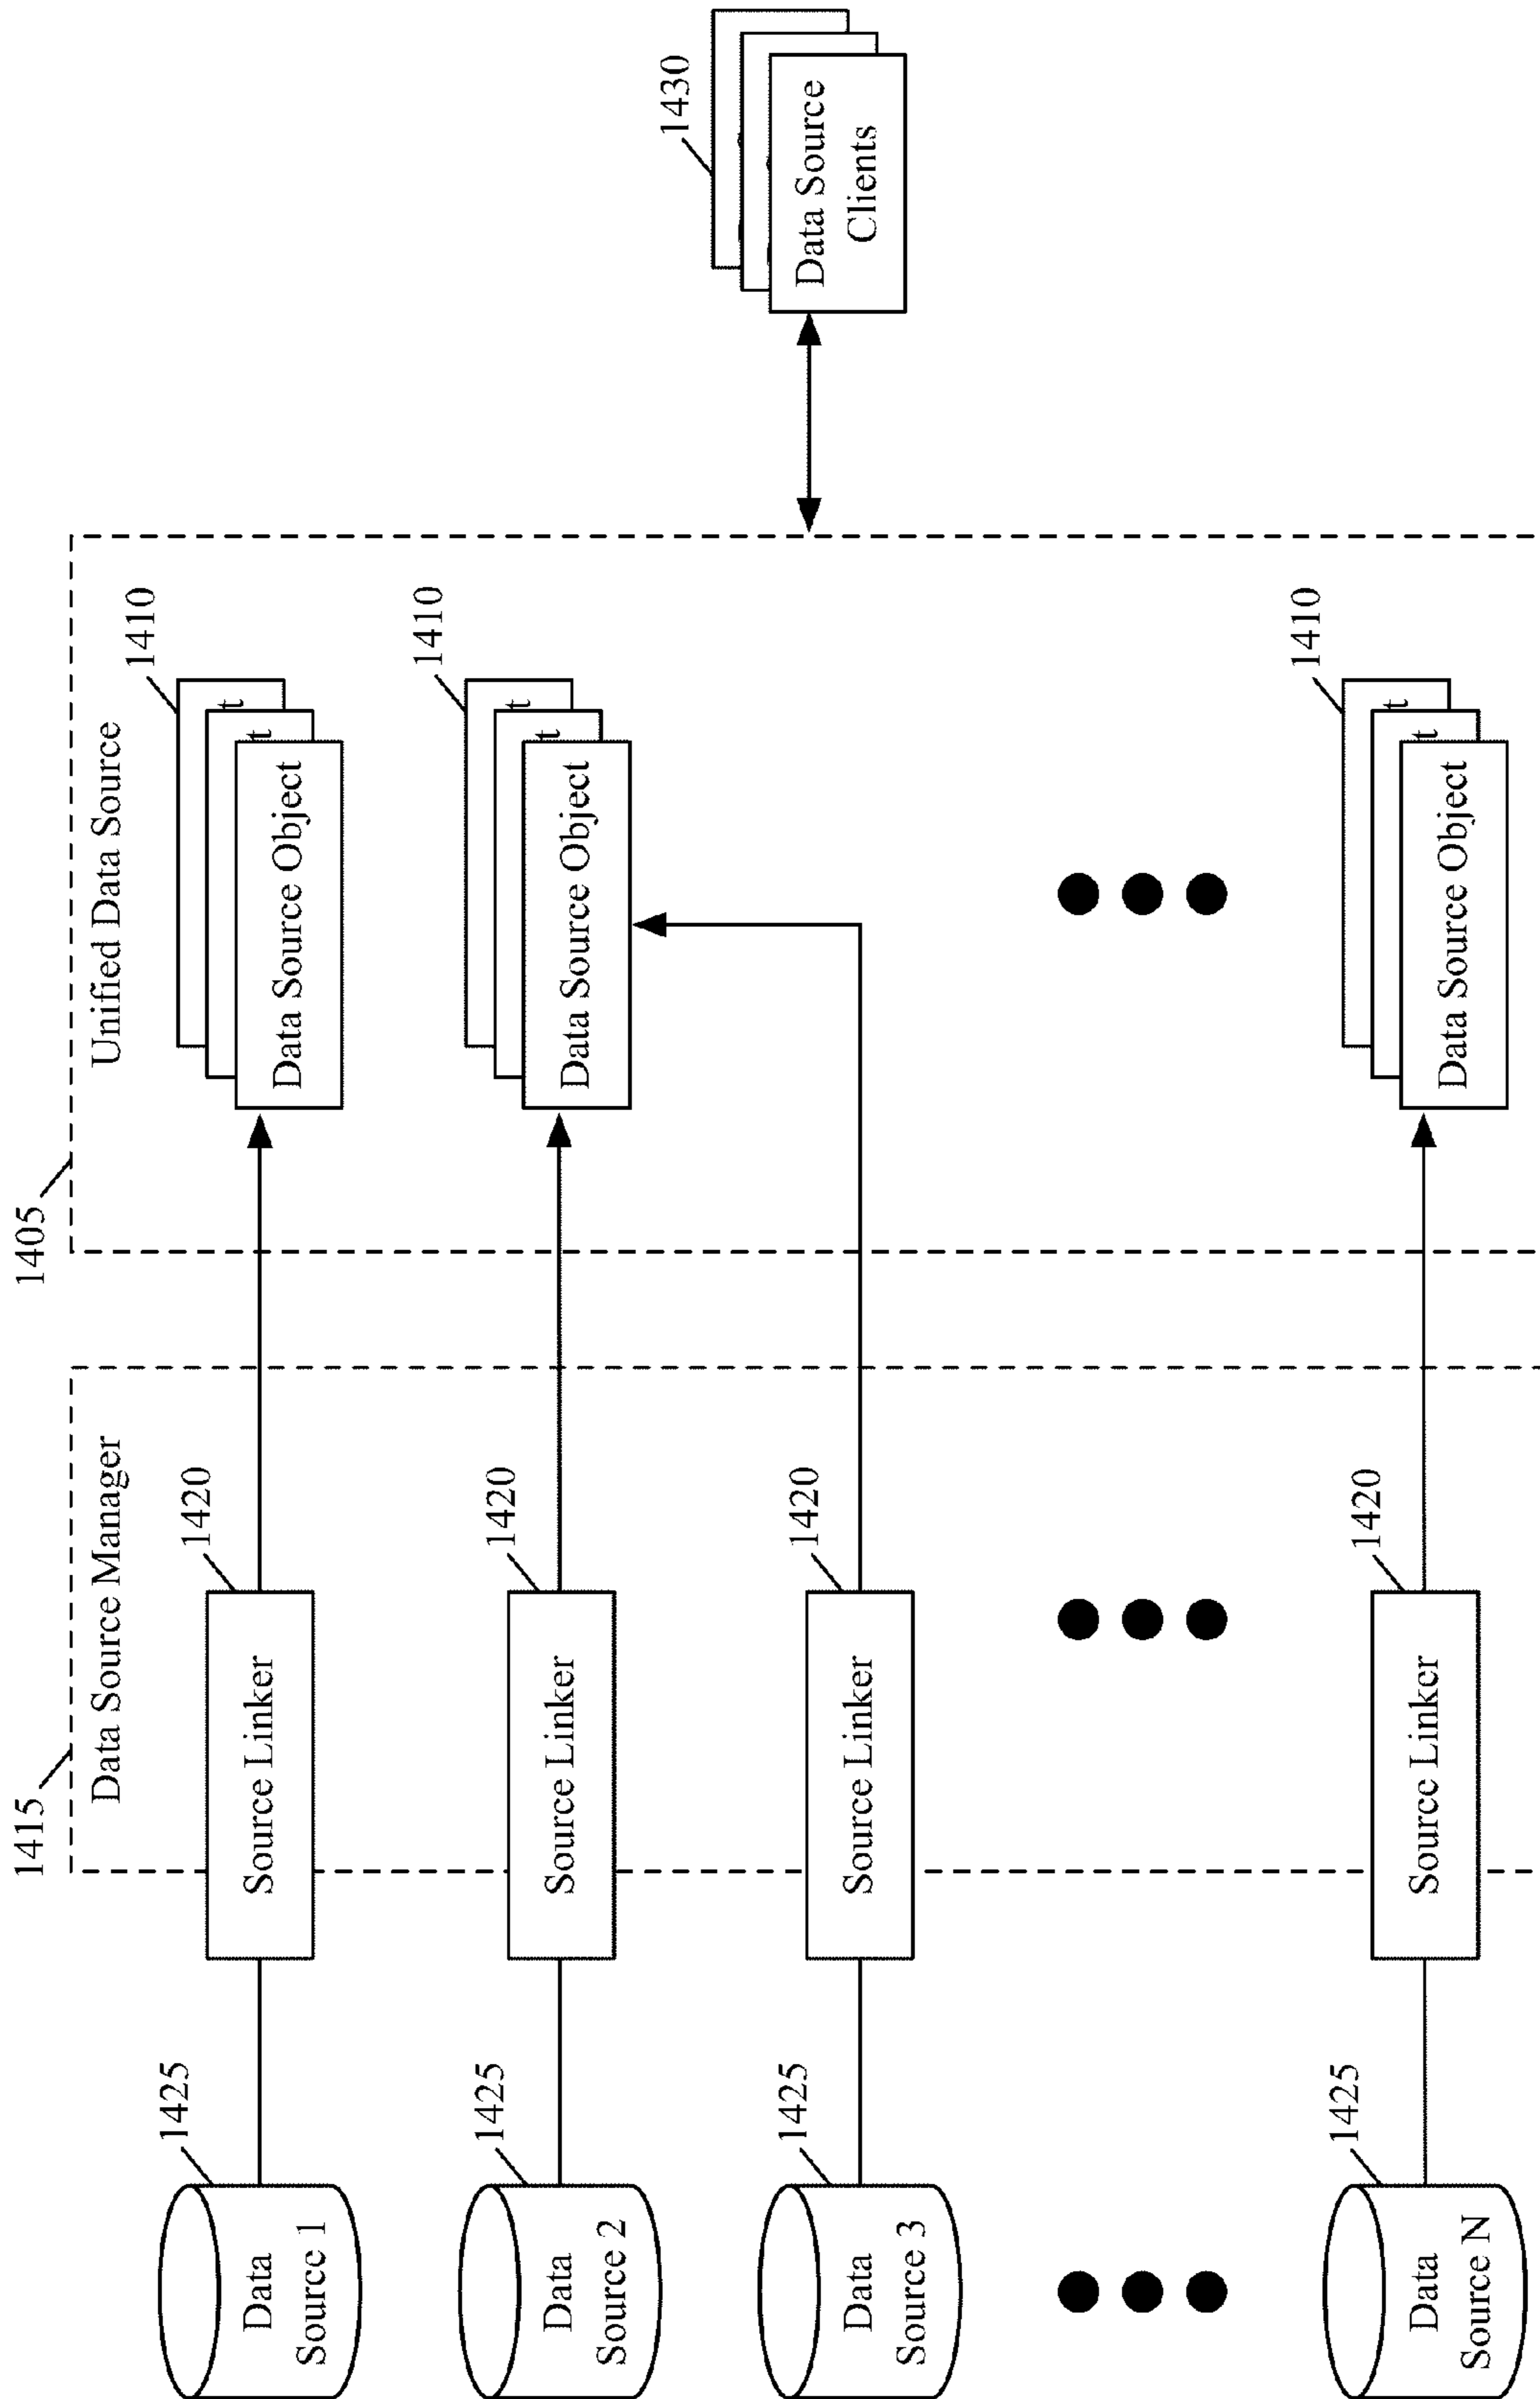 1415
1405
Data Source Manager
Unified Data Source
1425
1420
1410
Data
Source 1
Source Linker
t
t
Data Source Object
1425
1420
1410
Data
Source 2
Source Linker
t
t
Data Source Object
1430
Data Source
Clients
1425
1420
Data
Source 3
Source Linker
1425
1420
1410
Data
Source N
Source Linker
t
t
Data Source Object